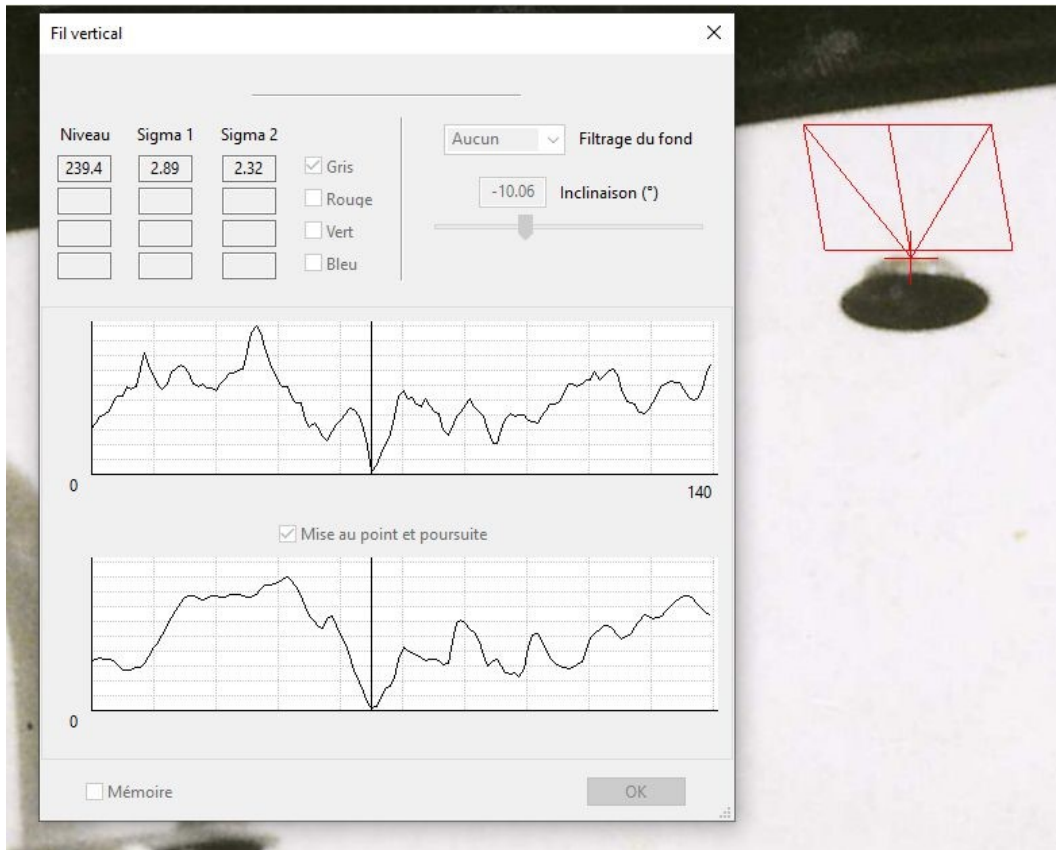 Fil vertical
Niveau Sigma 1 Sigma 2
Aucun Filtrage du fond
239.4 2.89 2.32 Gris
-10.06 Inclinaison (°)
Rouge
Vert
Bleu
0
140
Mise au point et poursuite
0
Mémoire
OK